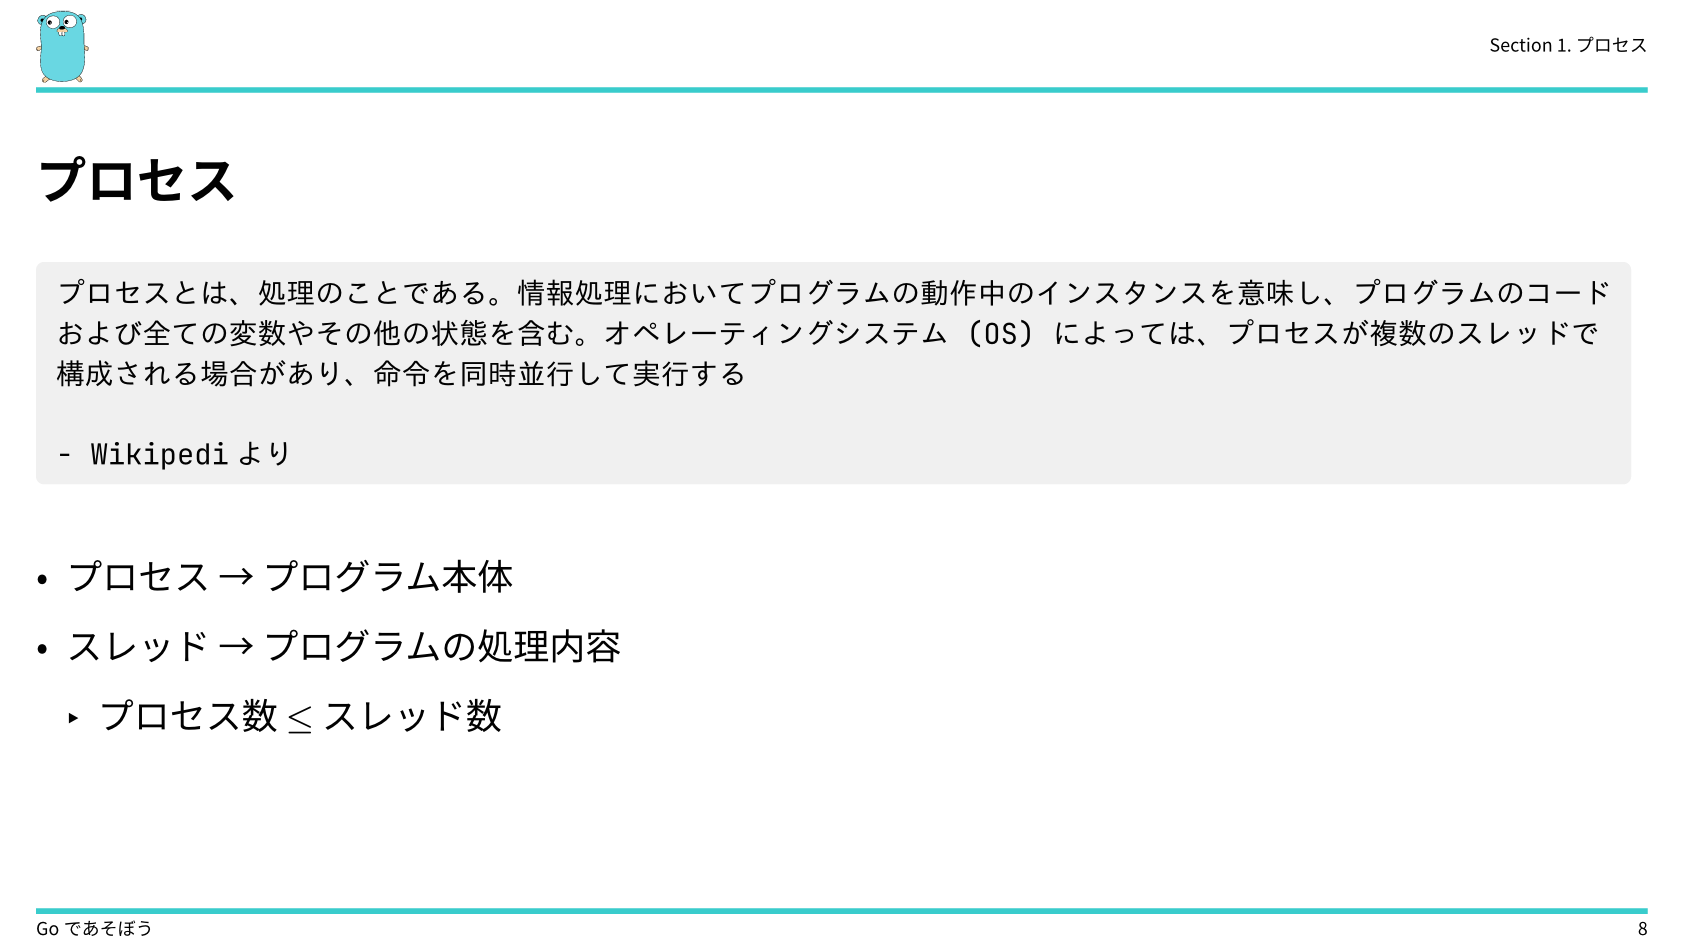 Section 1. プロセス
プロセス
プロセスとは、処理のことである。情報処理においてプログラムの動作中のインスタンスを意味し、プログラムのコード
および全ての変数やその他の状態を含む。オペレーティングシステム (OS) によっては、プロセスが複数のスレッドで
構成される場合があり、命令を同時並行して実行する
- Wikipedi より
• プロセス → プログラム本体
• スレッド → プログラムの処理内容
‣ プロセス数 ≤ スレッド数
Go であそぼう
8